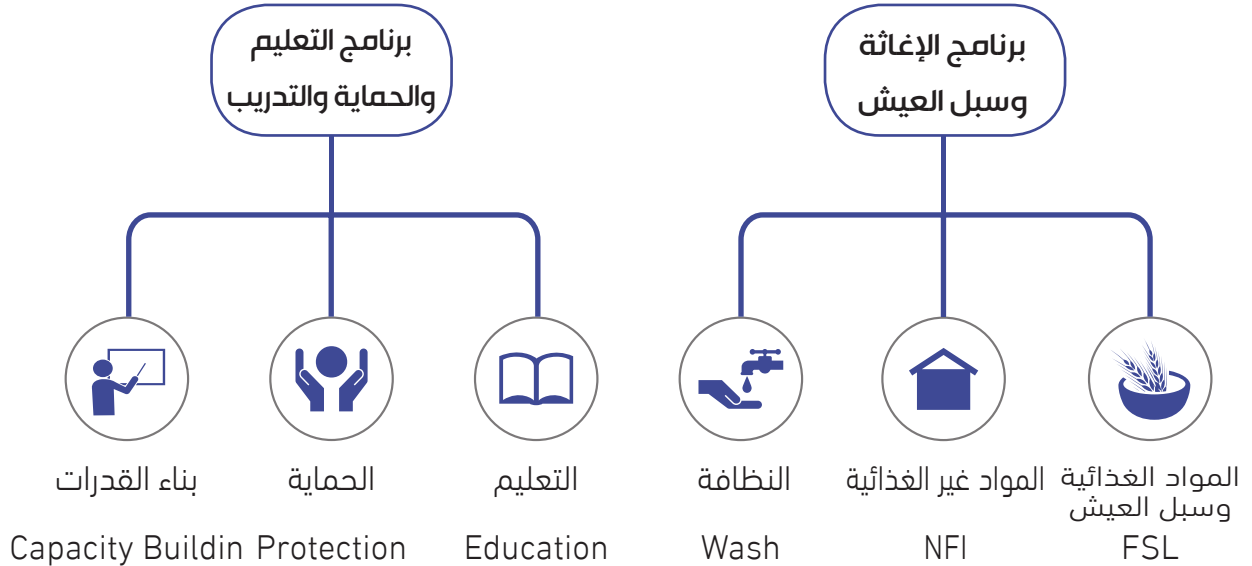 برنامج الإغاثة
وسبل العيش
برنامج التعليم
والحماية والتدريب
المواد الغذائية
وسبل العيش
FSL
المواد غير الغذائية
NFI
النظافة
Wash
التعليم
Education
الحماية
Protection
بناء القدرات
Capacity Buildin